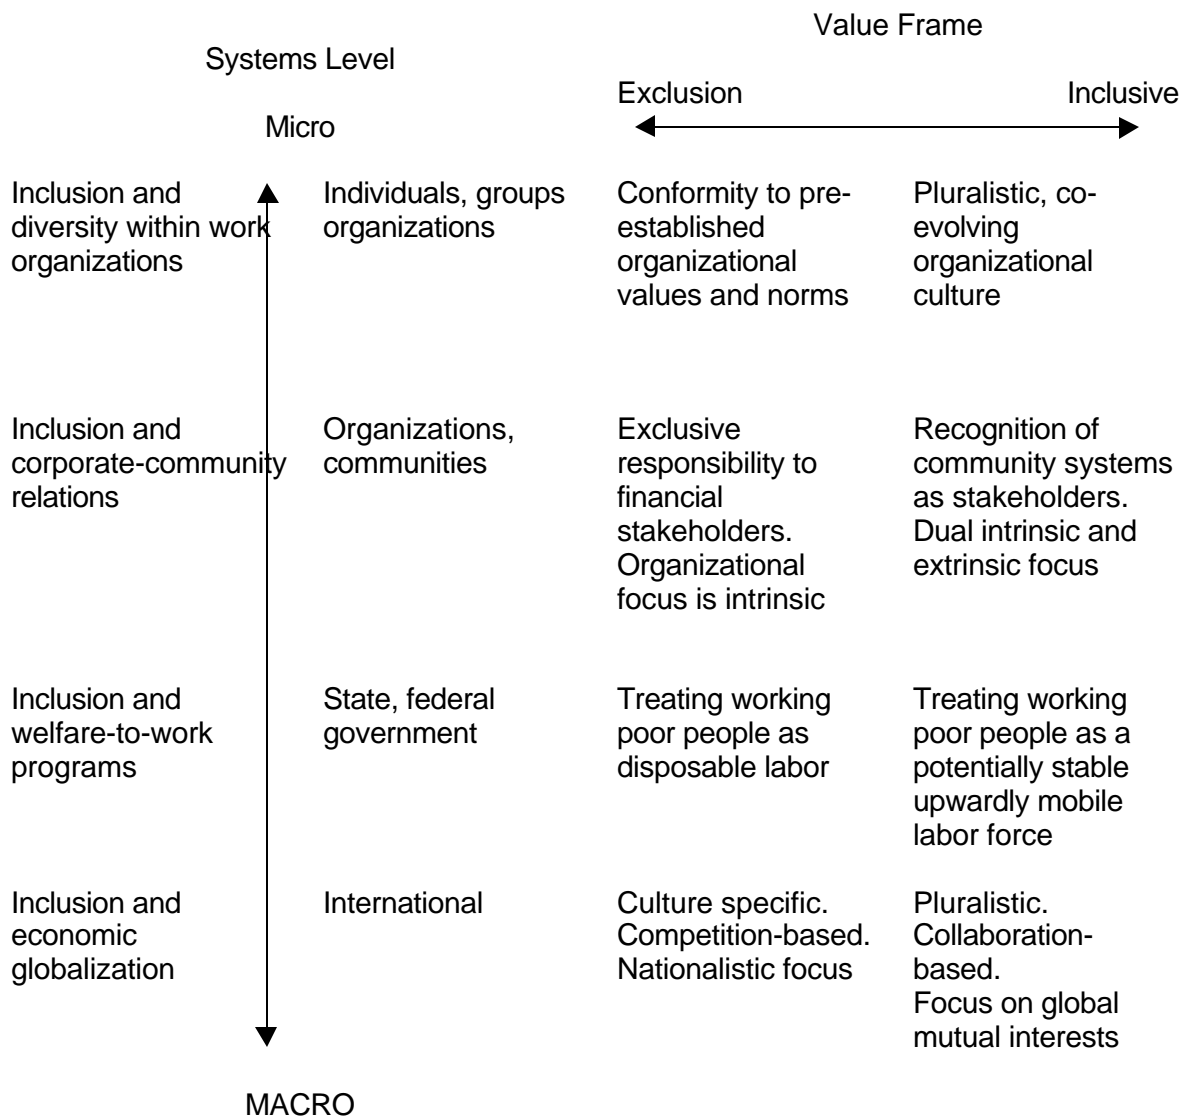 Value Frame
Systems Level
Exclusion
Inclusive
Micro
Inclusion and
diversity within work
organizations
Individuals, groups
organizations
Conformity to pre-
established
organizational
values and norms
Pluralistic, co-
evolving
organizational
culture
Inclusion and
corporate-community
relations
Organizations,
communities
Exclusive
responsibility to
financial
stakeholders.
Organizational
focus is intrinsic
Recognition of
community systems
as stakeholders.
Dual intrinsic and
extrinsic focus
Inclusion and
welfare-to-work
programs
State, federal
government
Treating working
poor people as
disposable labor
Treating working
poor people as a
potentially stable
upwardly mobile
labor force
Inclusion and
economic
globalization
International
Culture specific.
Competition-based.
Nationalistic focus
Pluralistic.
Collaboration-
based.
Focus on global
mutual interests
MACRO